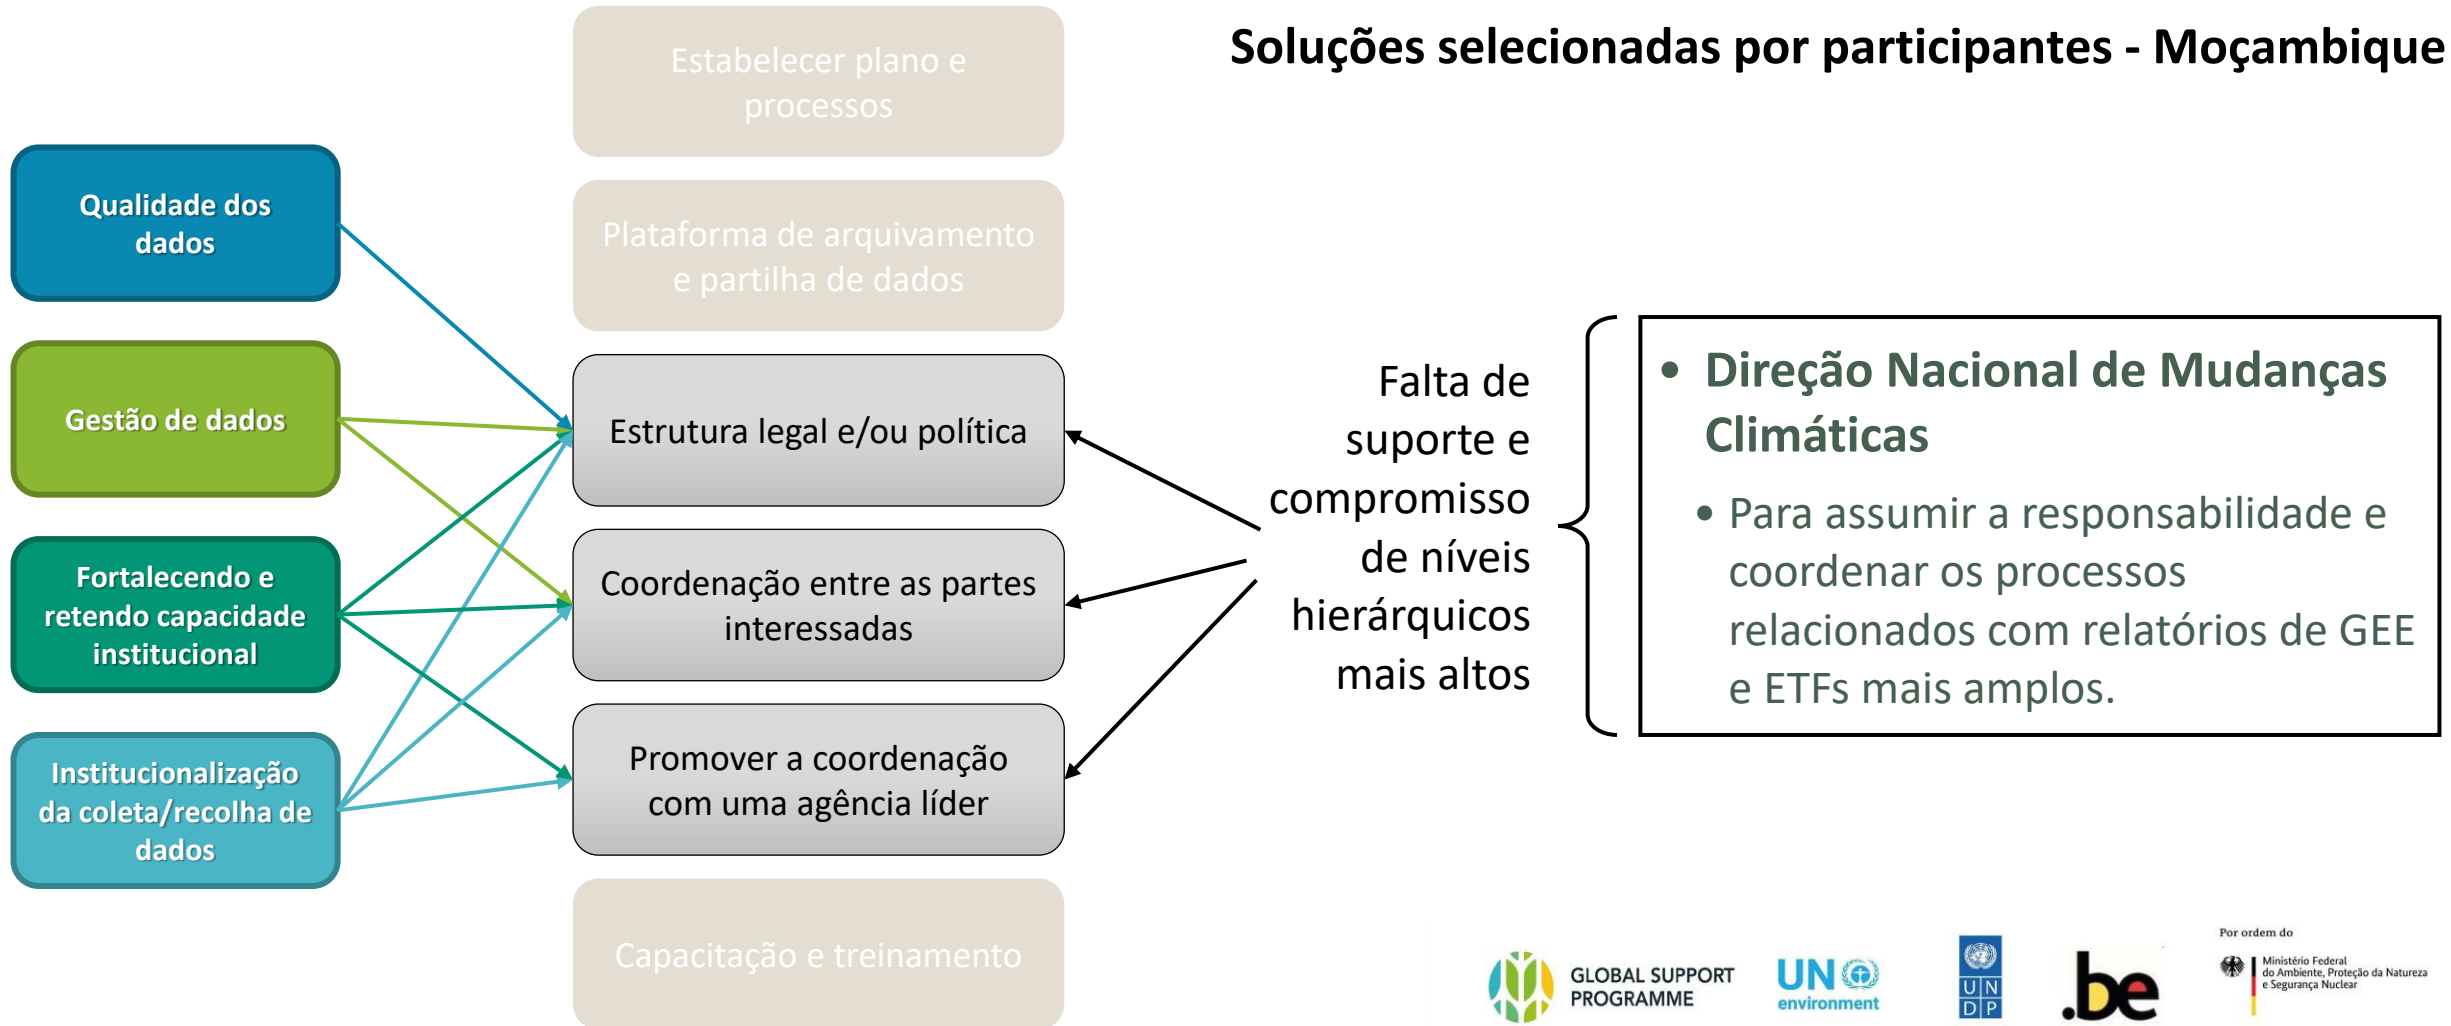 Soluções selecionadas por participantes - Moçambique
Qualidade dos
dados
Gestão de dados
Fortalecendo e
retendo capacidade
institucional
Institucionalização
da coleta/recolha de
dados
Estabelecer plano e
processos
Plataforma de arquivamento
e partilha de dados
Estrutura legal e/ou política
Coordenação entre as partes
interessadas
Promover a coordenação
com uma agência líder
Capacitação e treinamento
Falta de
suporte e
compromisso
de níveis
hierárquicos
mais altos
• Direção Nacional de Mudanças
Climáticas
• Para assumir a responsabilidade e
coordenar os processos
relacionados com relatórios de GEE
e ETFs mais amplos.
GLOBAL SUPPORT
PROGRAMME
UN
environment
UN
DP
.be
Por ordem do
Ministério Federal
do Ambiente, Proteção da Natureza
e Segurança Nuclear